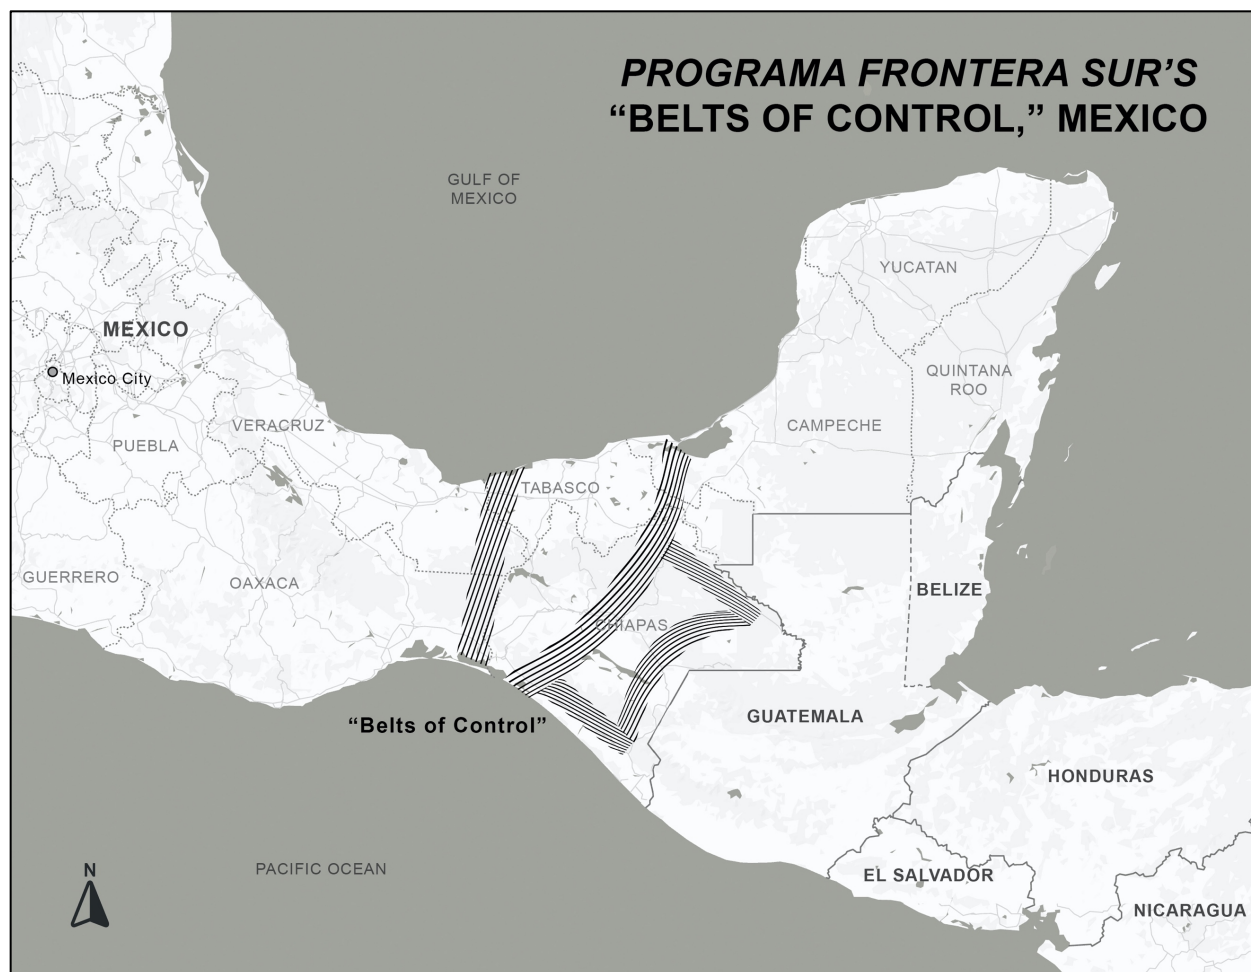 PROGRAMA FRONTERA SUR'S
“BELTS OF CONTROL,” MEXICO
GULF OF
MEXICO
YUCATAN
MEXICO
Mexico City
QUINTANA
ROO
VERACRUZ
CAMPECHE
PUEBLA
TABASCO
GUERRERO
OAXACA
BELIZE
CHIAPAS
“Belts of Control”
GUATEMALA
HONDURAS
PACIFIC OCEAN
N
EL SALVADOR
NICARAGUA